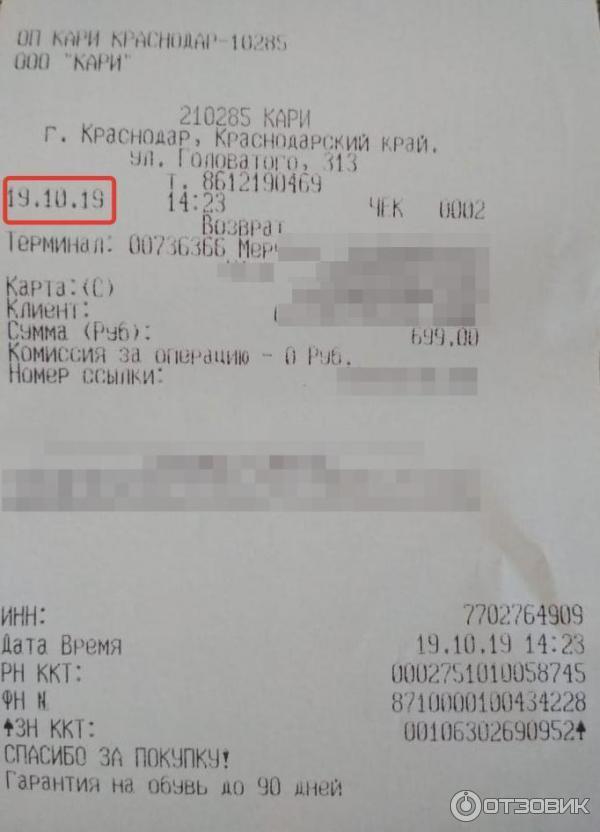 ОП КАРИ КРАСНОДАР-10285
ООО "КАРИ"
210285 КАРИ
г. Краснодар, Краснодарский край.
ул. Головатого, 313
Т. 8612190469
19.10.19 14:23 ЧЕК 0002
Возврат
Терминал: 00736366 Мерч
Карта:(C)
Клиент:
Сумма (Руб): 699.00
Комиссия за операцию - 0 Руб.
Номер ссылки:
ИНН: 7702764909
Дата Время 19.10.19 14:23
РН ККТ: 0002751010058745
ФН N 8710000100434228
ЗН ККТ: 00106302690952
СПАСИБО ЗА ПОКУПКУ!
Гарантия на обувь до 90 дней
ОТЗОВИК